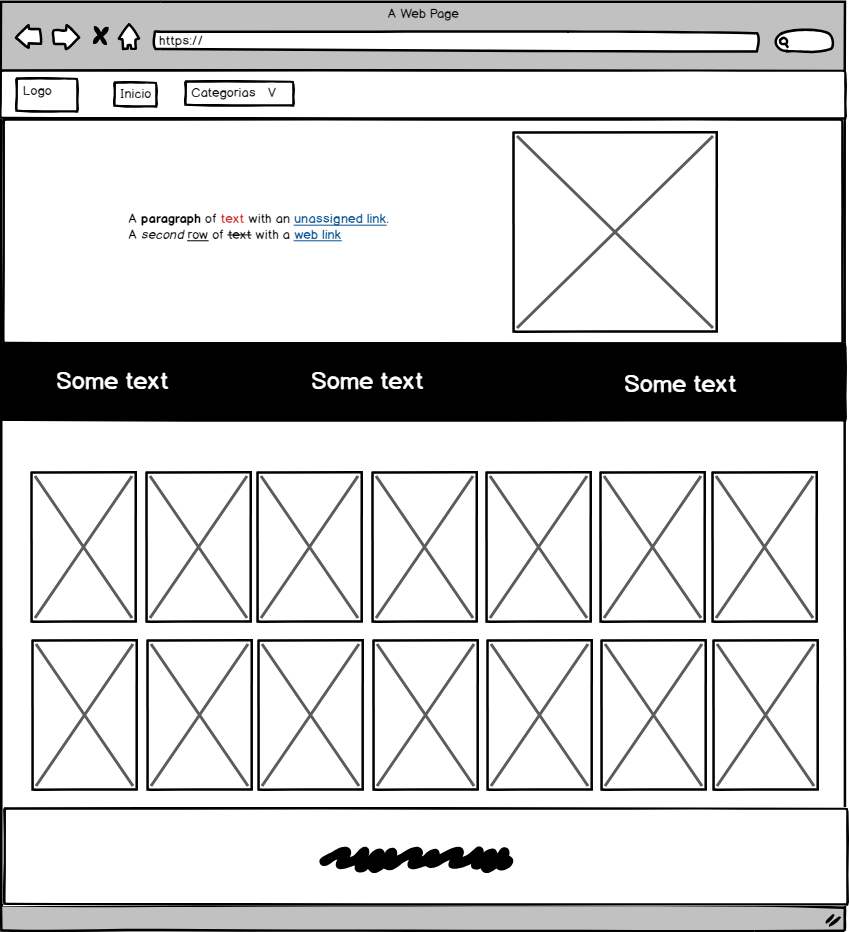 A Web Page
https://
Logo
Inicio
Categorias V
A paragraph of text with an unassigned link.
A second row of text with a web link
Some text Some text Some text